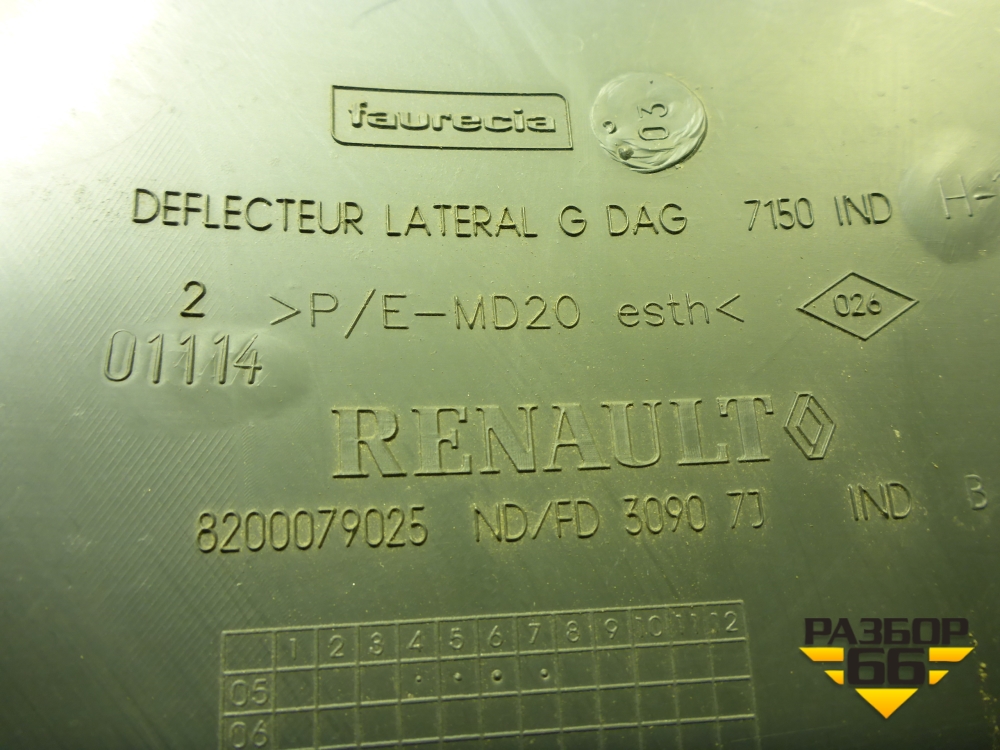 faurecia
03
DEFLECTEUR LATERAL G DAG 7150 IND H-
2 >P/E-MD20 esth< 026
01114
RENAULT
8200079025 ND/FD 3090 7J IND B
1 2 3 4 5 6 7 8 9 10 11 12
05
06
РАЗБОР
66